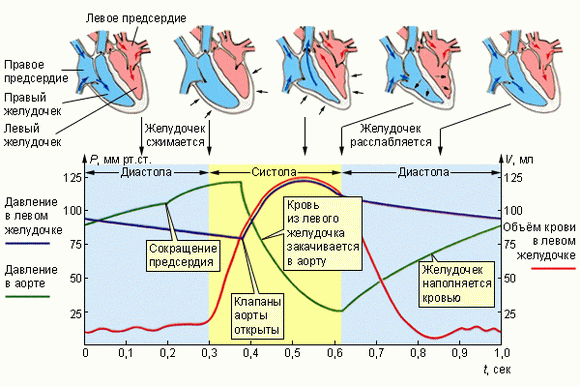 Левое предсердие
Правое
предсердие
Правый
желудочек
Левый
желудочек
Желудочек
сжимается
Желудочек
расслабляется
P, мм рт.ст.
V, мл
Диастола
Систола
Диастола
125
100
75
50
25
125
100
75
50
25
Давление
в левом
желудочке
Давление
в аорте
Сокращение
предсердия
Клапаны
аорты
открыты
Кровь
из левого
желудочка
закачивается
в аорту
Желудочек
наполняется
кровью
Объём крови
в левом
желудочке
0
0,1
0,2
0,3
0,4
0,5
0,6
0,7
0,8
0,9
1,0
t, сек